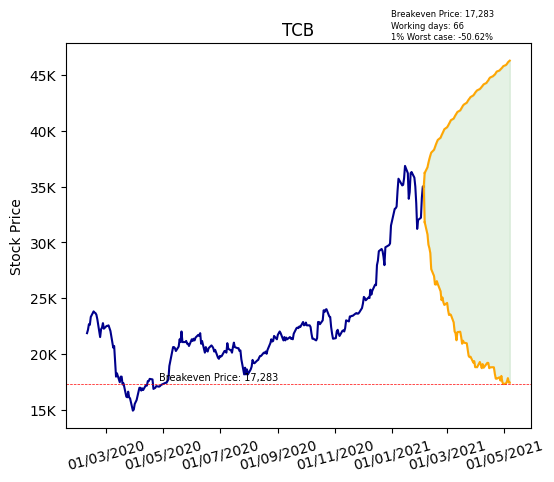 Breakeven Price: 17,283
Working days: 66
1% Worst case: -50.62%
TCB
Stock Price
45K
40K
35K
30K
25K
20K
15K
Breakeven Price: 17,283
01/03/2020
01/05/2020
01/07/2020
01/09/2020
01/11/2020
01/01/2021
01/03/2021
01/05/2021